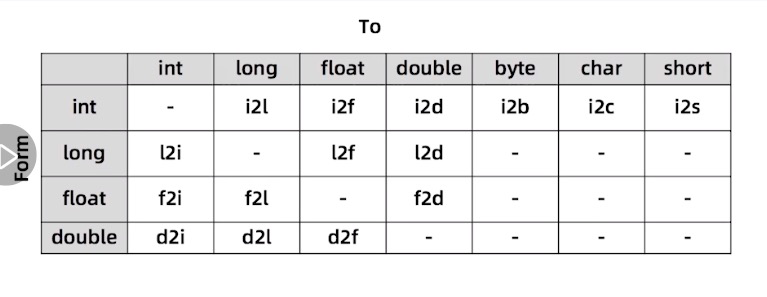 To
int long float double byte char short
int - i2l i2f i2d i2b i2c i2s
Form
long l2i - l2f l2d - - -
float f2i f2l - f2d - - -
double d2i d2l d2f - - - -